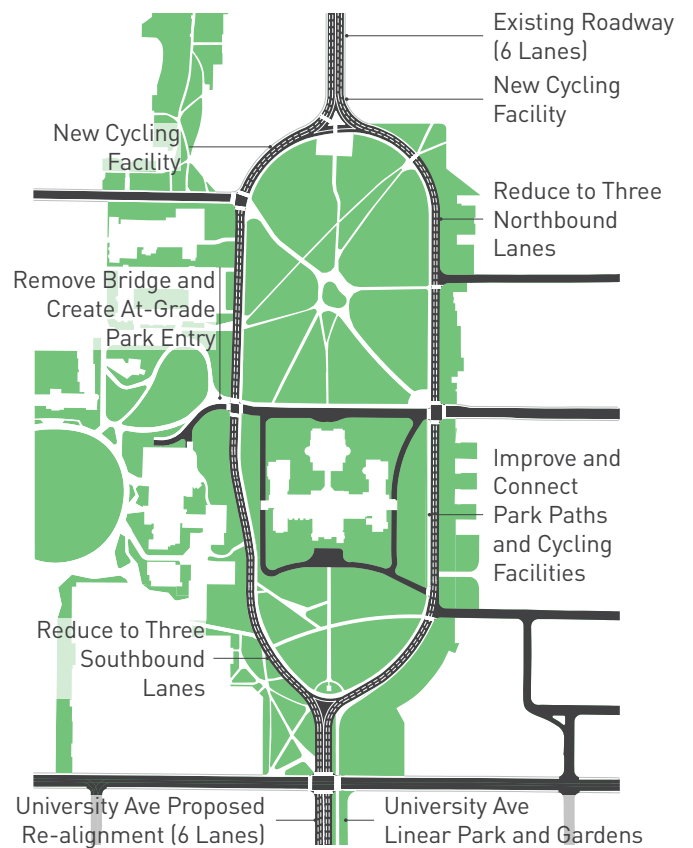 Existing Roadway
(6 Lanes)
New Cycling
Facility
New Cycling
Facility
Reduce to Three
Northbound
Lanes
Remove Bridge and
Create At-Grade
Park Entry
Improve and
Connect
Park Paths
and Cycling
Facilities
Reduce to Three
Southbound
Lanes
University Ave Proposed
Re-alignment (6 Lanes)
University Ave
Linear Park and Gardens